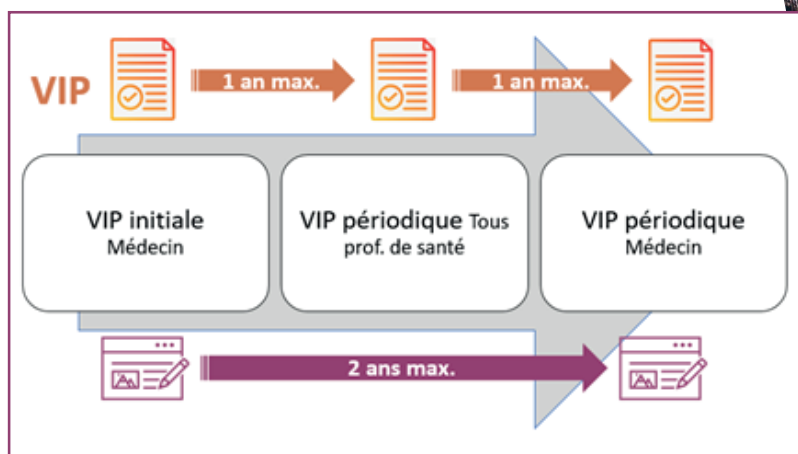 VIP
1 an max.
1 an max.
VIP initiale
Médecin
VIP périodique Tous
prof. de santé
VIP périodique
Médecin
2 ans max.